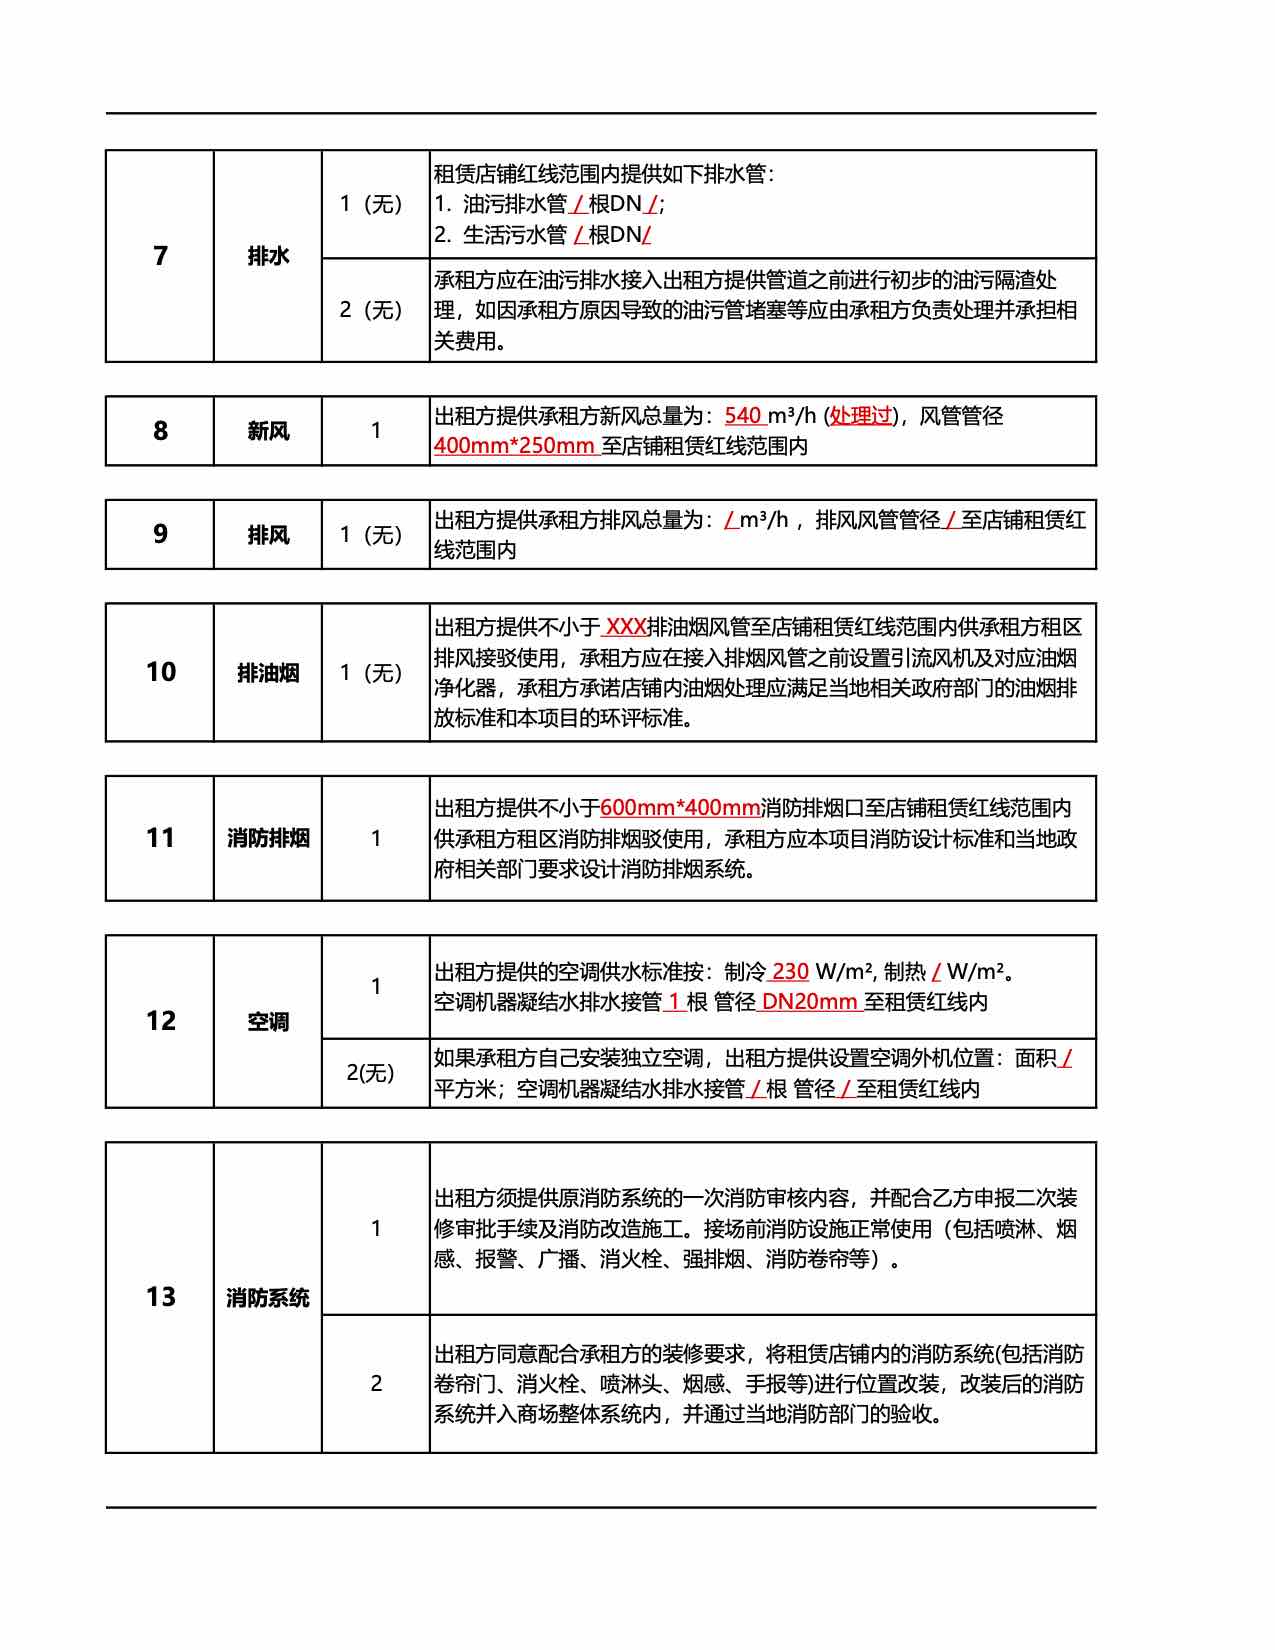 7
排水
1（无）
租赁店铺红线范围内提供如下排水管：
1. 油污排水管 / 根DN /;
2. 生活污水管 / 根DN/
2（无）
承租方应在油污排水接入出租方提供管道之前进行初步的油污隔渣处
理，如因承租方原因导致的油污管堵塞等应由承租方负责处理并承担相
关费用。
8
新风
1
出租方提供承租方新风总量为：540 m³/h (处理过)，风管管径
400mm*250mm 至店铺租赁红线范围内
9
排风
1（无）
出租方提供承租方排风总量为：/ m³/h ，排风风管管径 / 至店铺租赁红
线范围内
10
排油烟
1（无）
出租方提供不小于 XXX排油烟风管至店铺租赁红线范围内供承租方租区
排风接驳使用，承租方应在接入排烟风管之前设置引流风机及对应油烟
净化器，承租方承诺店铺内油烟处理应满足当地相关政府部门的油烟排
放标准和本项目的环评标准。
11
消防排烟
1
出租方提供不小于600mm*400mm消防排烟口至店铺租赁红线范围内
供承租方租区消防排烟驳使用，承租方应本项目消防设计标准和当地政
府相关部门要求设计消防排烟系统。
12
空调
1
出租方提供的空调供水标准按：制冷 230 W/m², 制热 / W/m²。
空调机器凝结水排水接管 1 根 管径 DN20mm 至租赁红线内
2(无)
如果承租方自己安装独立空调，出租方提供设置空调外机位置：面积 /
平方米；空调机器凝结水排水接管 / 根 管径 / 至租赁红线内
13
消防系统
1
出租方须提供原消防系统的一次消防审核内容，并配合乙方申报二次装
修审批手续及消防改造施工。接场前消防设施正常使用（包括喷淋、烟
感、报警、广播、消火栓、强排烟、消防卷帘等）。
2
出租方同意配合承租方的装修要求，将租赁店铺内的消防系统(包括消防
卷帘门、消火栓、喷淋头、烟感、手报等)进行位置改装，改装后的消防
系统并入商场整体系统内，并通过当地消防部门的验收。